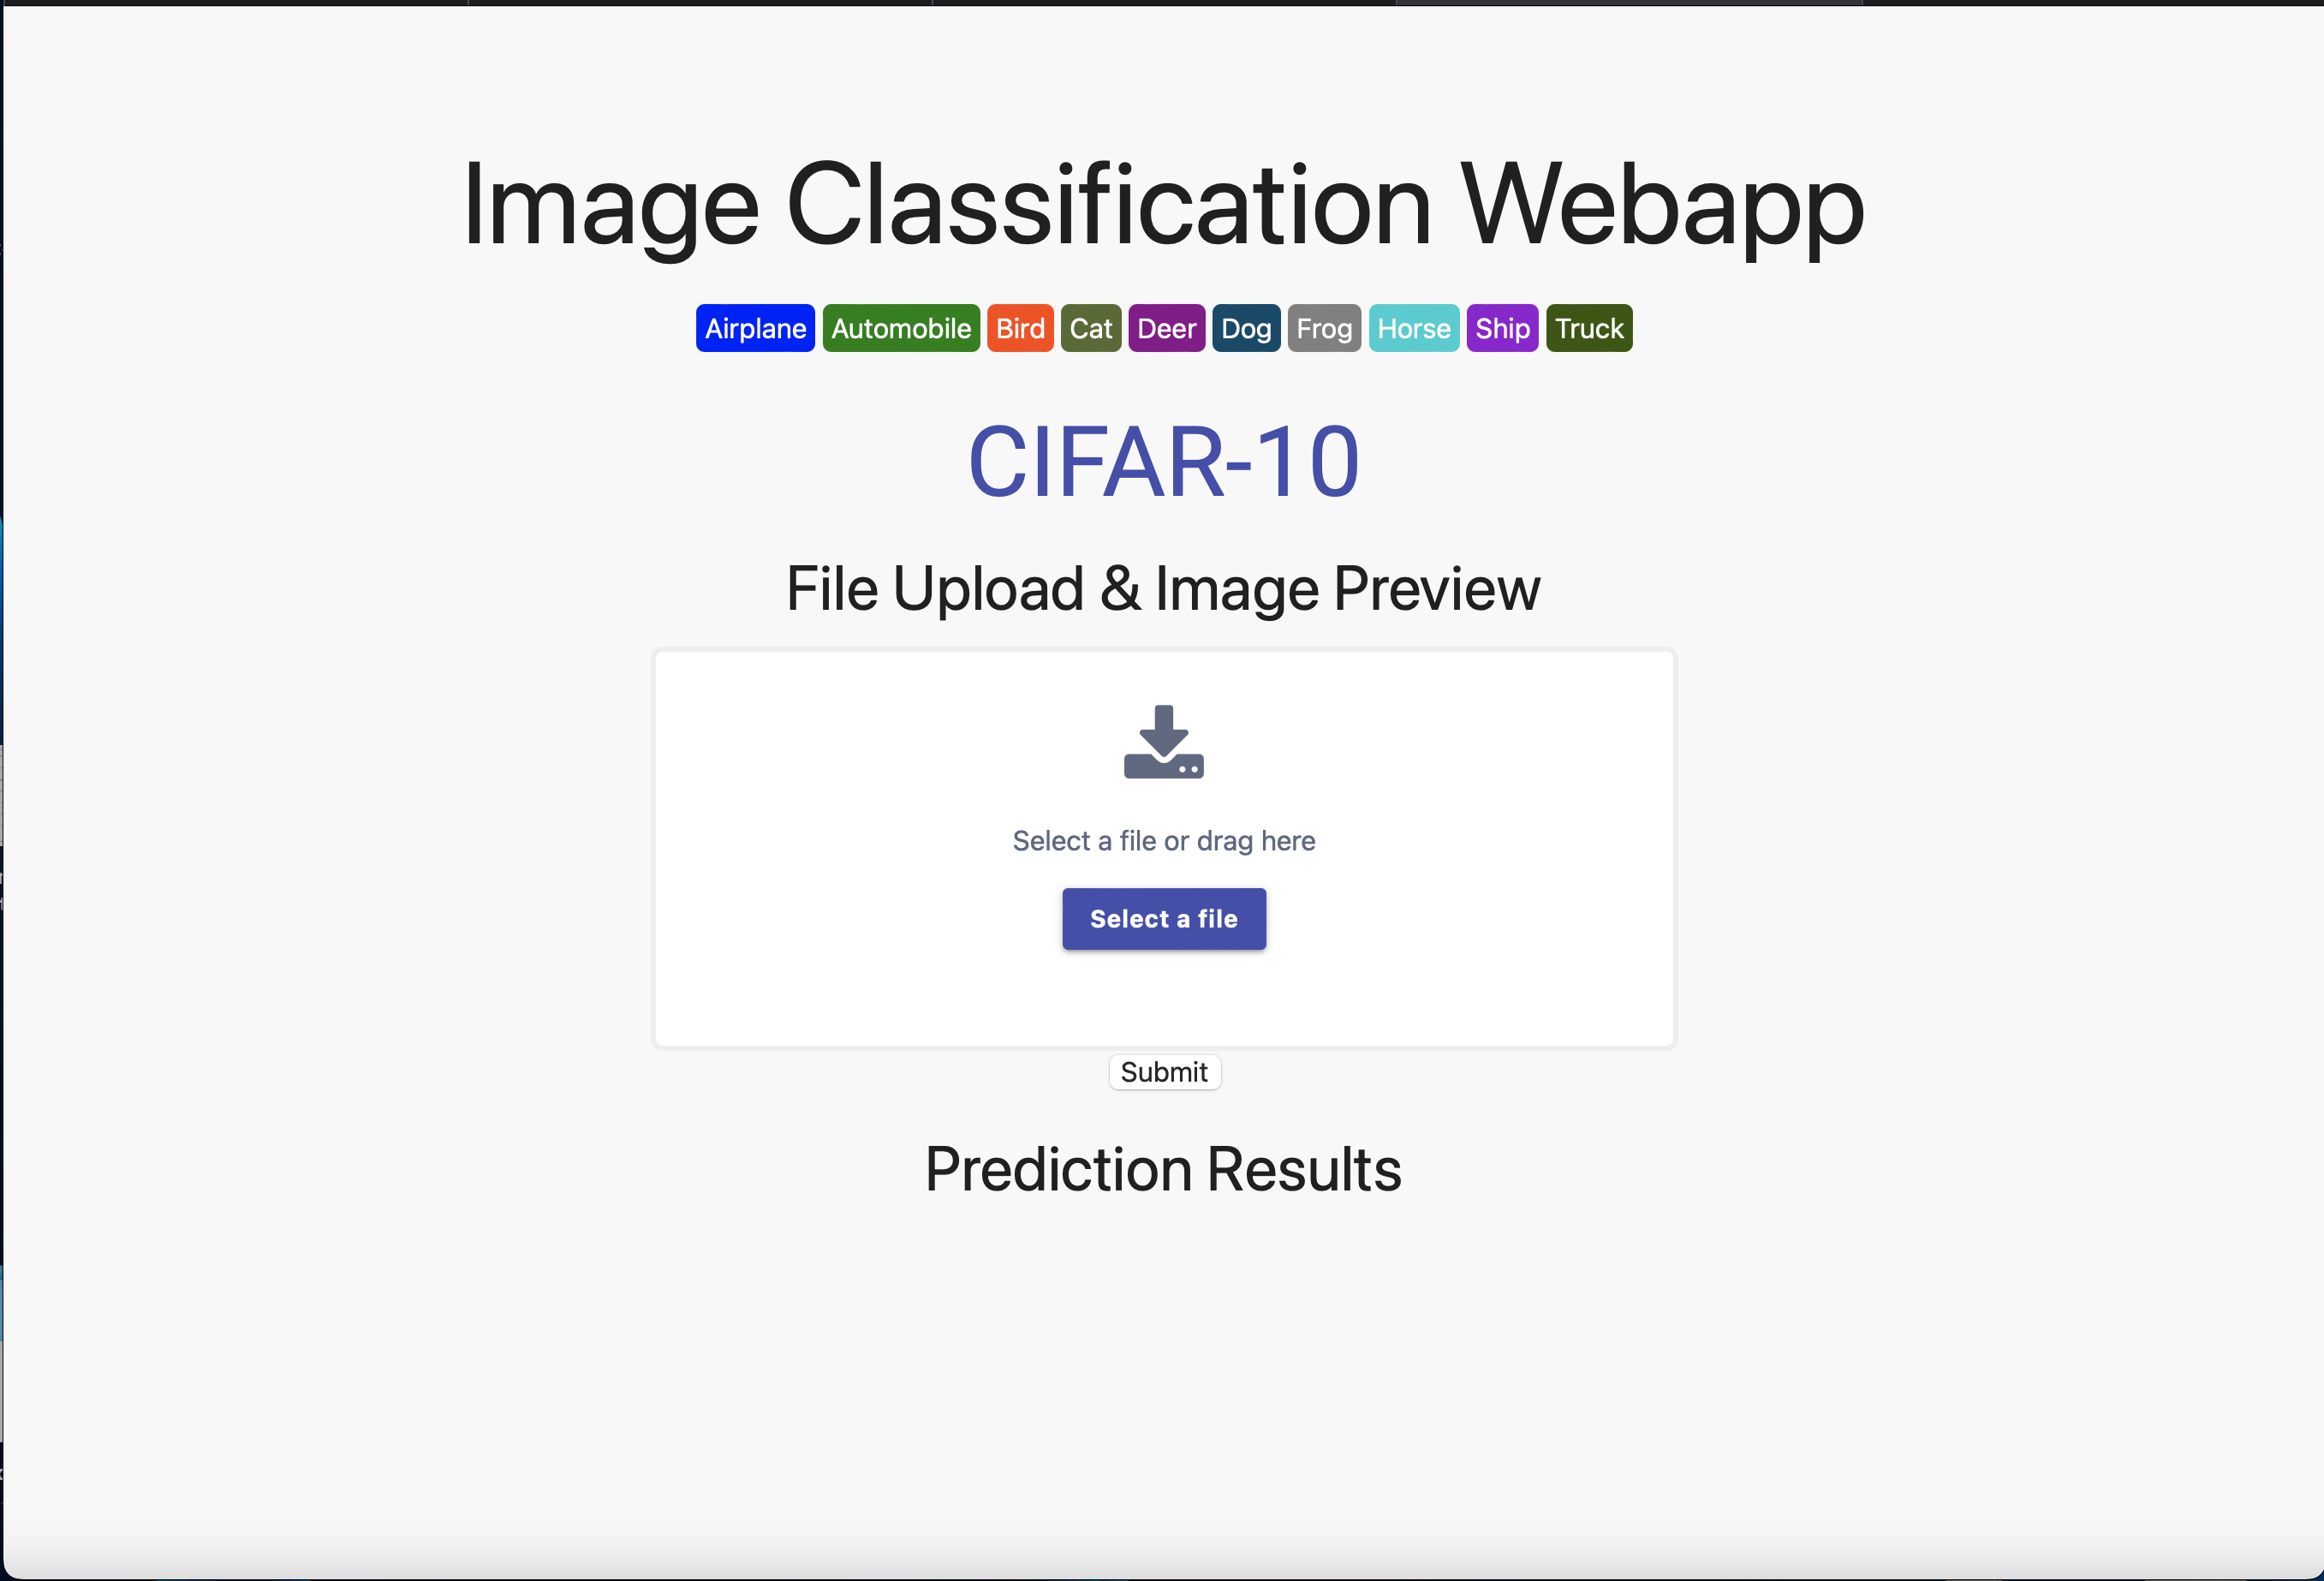 Image Classification Webapp
Airplane Automobile Bird Cat Deer Dog Frog Horse Ship Truck
CIFAR-10
File Upload & Image Preview
Select a file or drag here
Select a file
Submit
Prediction Results